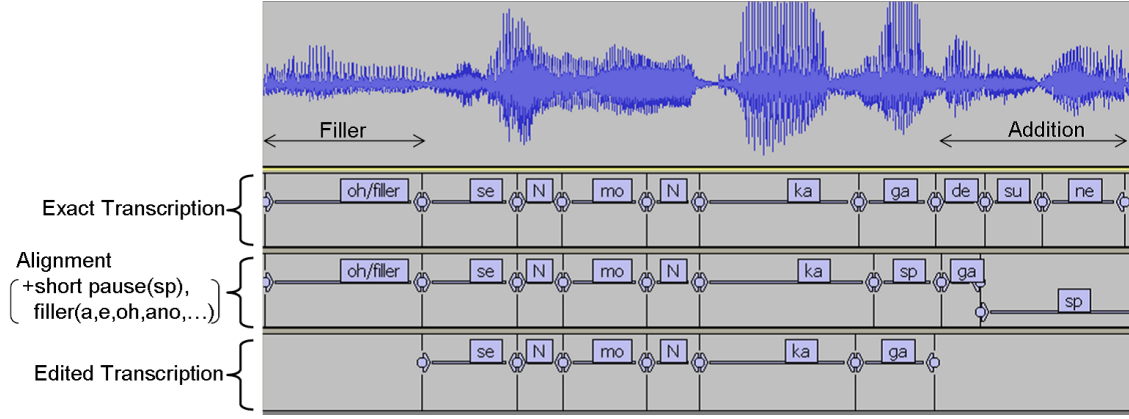 Filler Addition
Exact Transcription oh/filler se N mo N ka ga de su ne
Alignment
+short pause(sp),
filler(a,e,oh,ano,…)
oh/filler se N mo N ka sp ga sp
Edited Transcription se N mo N ka ga